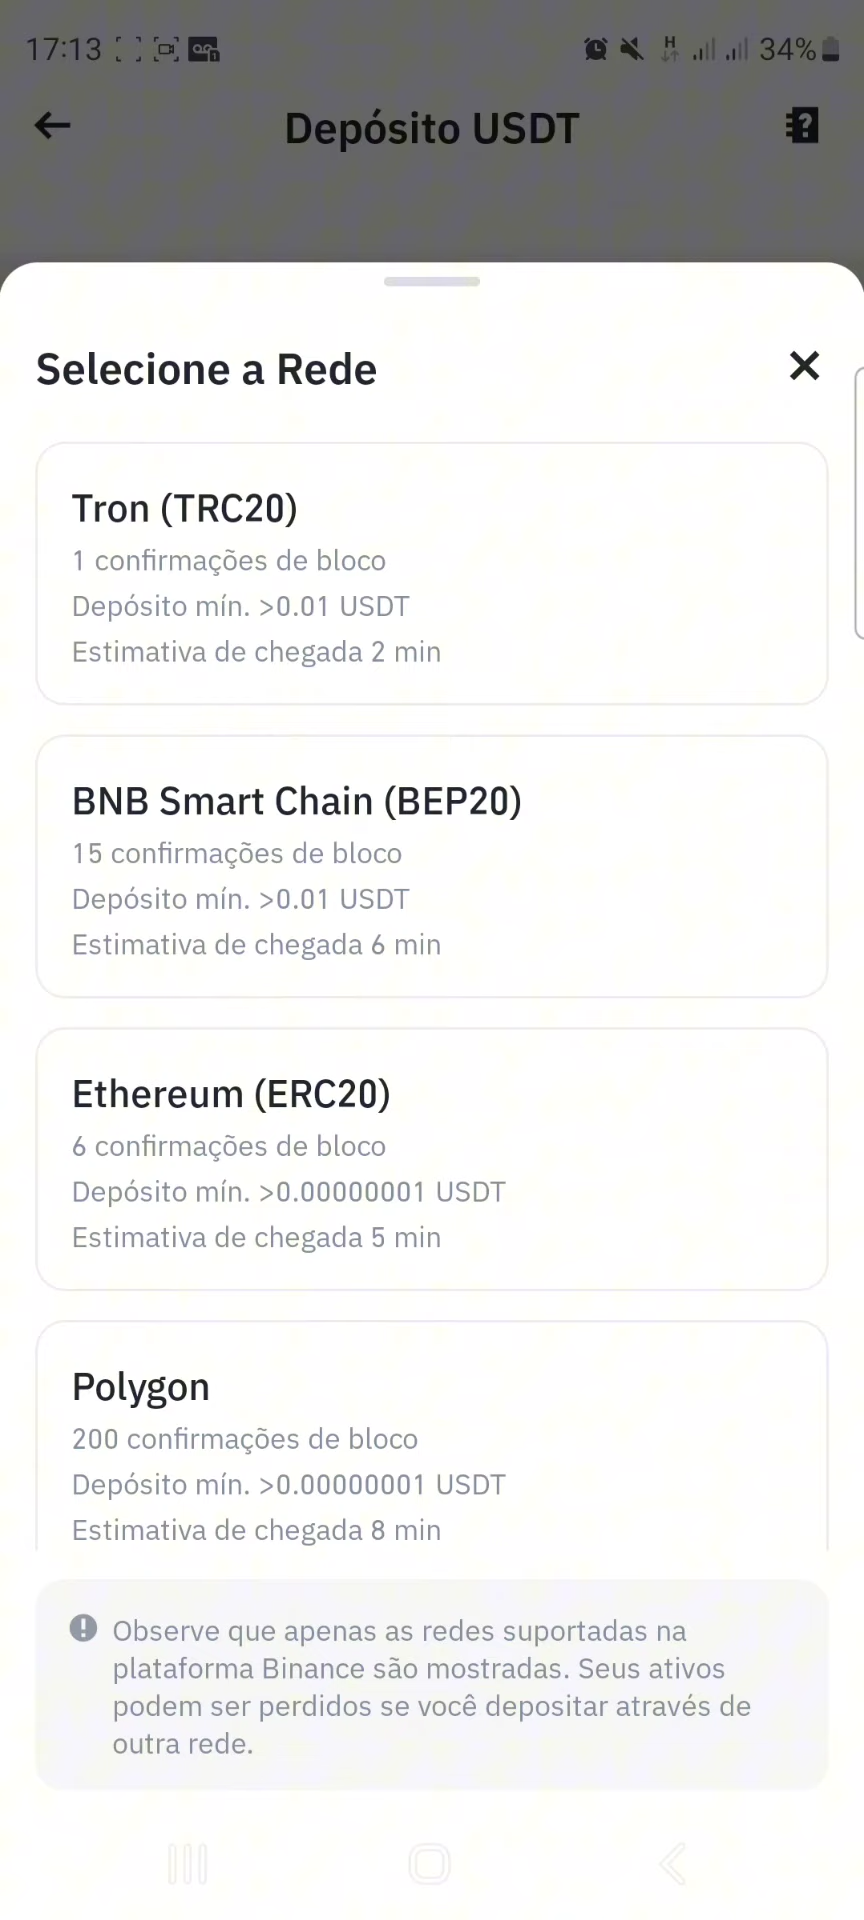 17:13
34%
Depósito USDT
Selecione a Rede
Tron (TRC20)
1 confirmações de bloco
Depósito mín. >0.01 USDT
Estimativa de chegada 2 min
BNB Smart Chain (BEP20)
15 confirmações de bloco
Depósito mín. >0.01 USDT
Estimativa de chegada 6 min
Ethereum (ERC20)
6 confirmações de bloco
Depósito mín. >0.00000001 USDT
Estimativa de chegada 5 min
Polygon
200 confirmações de bloco
Depósito mín. >0.00000001 USDT
Estimativa de chegada 8 min
Observe que apenas as redes suportadas na
plataforma Binance são mostradas. Seus ativos
podem ser perdidos se você depositar através de
outra rede.